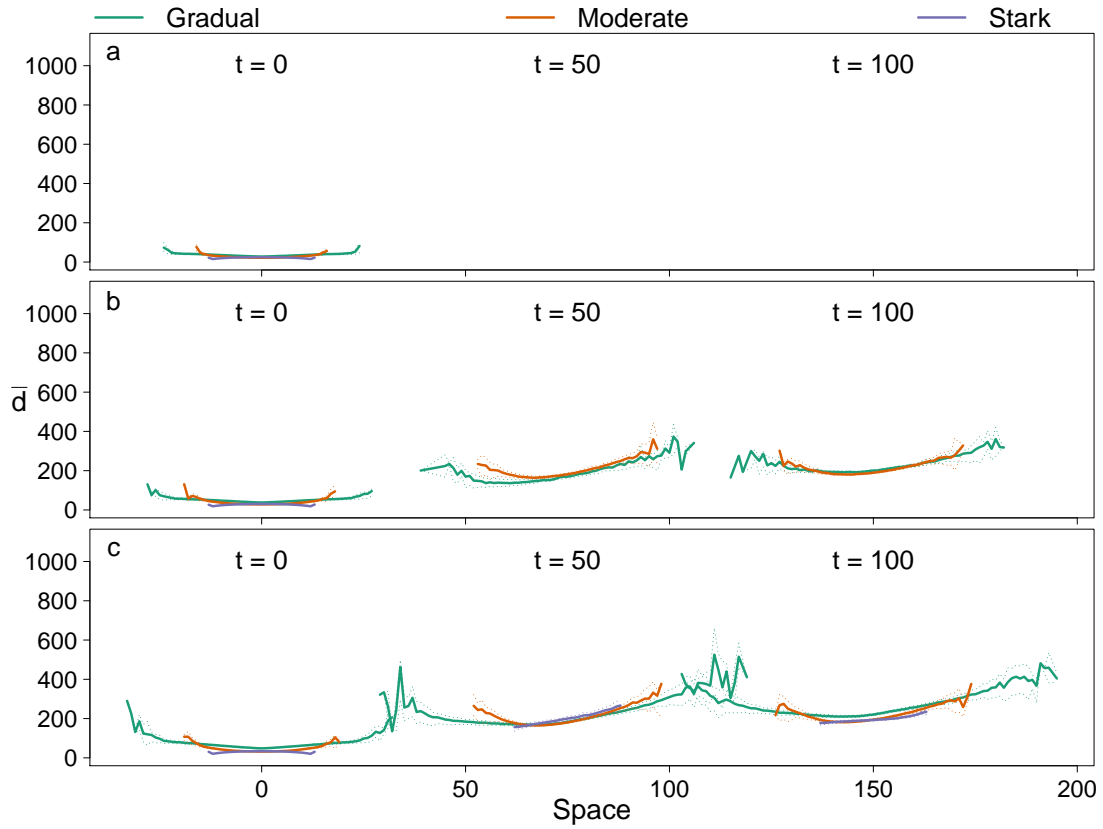 Gradual Moderate Stark
a t = 0 t = 50 t = 100
1000
800
600
400
200
0
b t = 0 t = 50 t = 100
1000
800
600
400
200
0
d̅
c t = 0 t = 50 t = 100
1000
800
600
400
200
0
0 50 100 150 200
Space